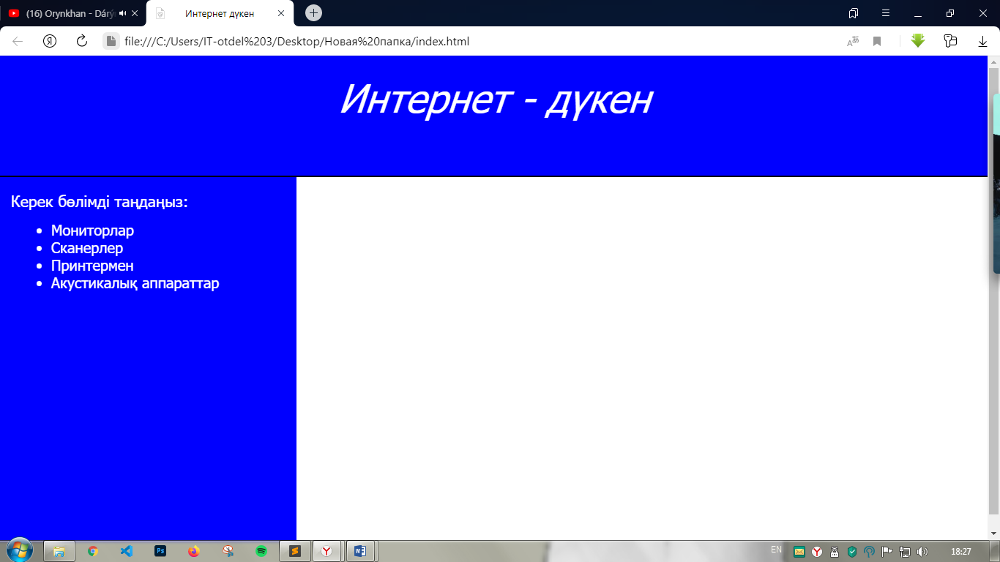 (16) Orynkhan - Dárý
Интернет дүкен
file:///C:/Users/IT-otdel%203/Desktop/Новая%20папка/index.html
Интернет - дүкен
Керек бөлімді таңдаңыз:
Мониторлар
Сканерлер
Принтермен
Акустикалық аппараттар
EN
18:27